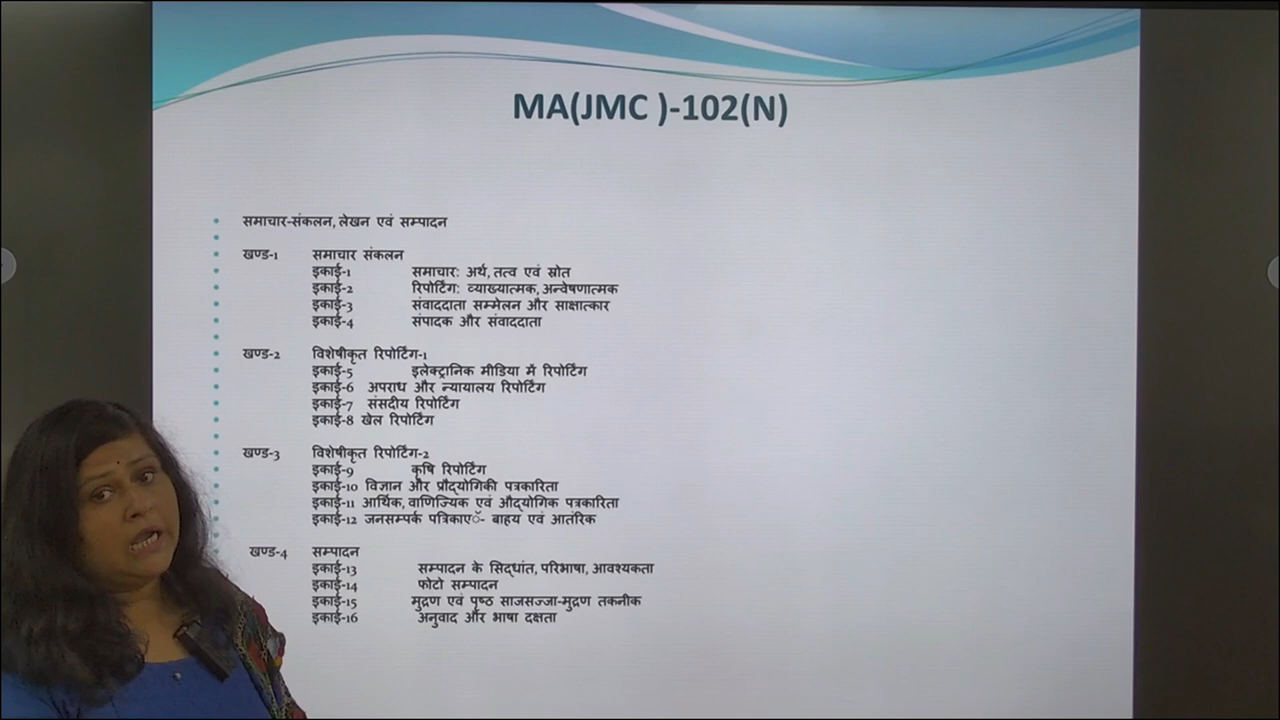 MA(JMC )-102(N)
समाचार-संकलन, लेखन एवं सम्पादन
खण्ड-1 समाचार संकलन
इकाई-1 समाचार: अर्थ, तत्व एवं स्रोत
इकाई-2 रिपोर्टिंग: व्याख्यात्मक, अन्वेषणात्मक
इकाई-3 संवाददाता सम्मेलन और साक्षात्कार
इकाई-4 संपादक और संवाददाता
खण्ड-2 विशेषीकृत रिपोर्टिंग-1
इकाई-5 इलेक्ट्रानिक मीडिया में रिपोर्टिंग
इकाई-6 अपराध और न्यायालय रिपोर्टिंग
इकाई-7 संसदीय रिपोर्टिंग
इकाई-8 खेल रिपोर्टिंग
खण्ड-3 विशेषीकृत रिपोर्टिंग-2
इकाई-9 कृषि रिपोर्टिंग
इकाई-10 विज्ञान और प्रौद्योगिकी पत्रकारिता
इकाई-11 आर्थिक, वाणिज्यिक एवं औद्योगिक पत्रकारिता
इकाई-12 जनसम्पर्क पत्रिकाएॅ- बाहय एवं आतंरिक
खण्ड-4 सम्पादन
इकाई-13 सम्पादन के सिद्धांत, परिभाषा, आवश्यकता
इकाई-14 फोटो सम्पादन
इकाई-15 मुद्रण एवं पृष्ठ साजसज्जा-मुद्रण तकनीक
इकाई-16 अनुवाद और भाषा दक्षता